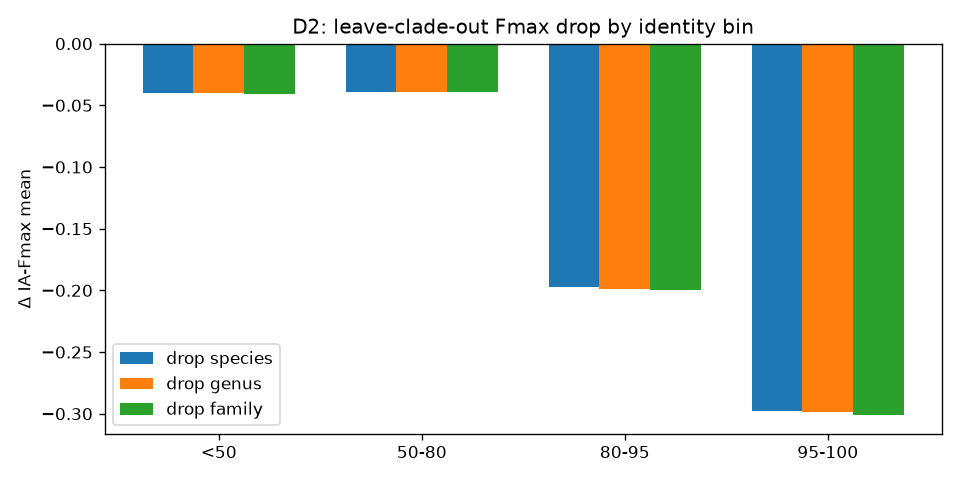 D2: leave-clade-out Fmax drop by identity bin
Δ IA-Fmax mean
0.00
−0.05
−0.10
−0.15
−0.20
−0.25
−0.30
drop species
drop genus
drop family
<50
50-80
80-95
95-100